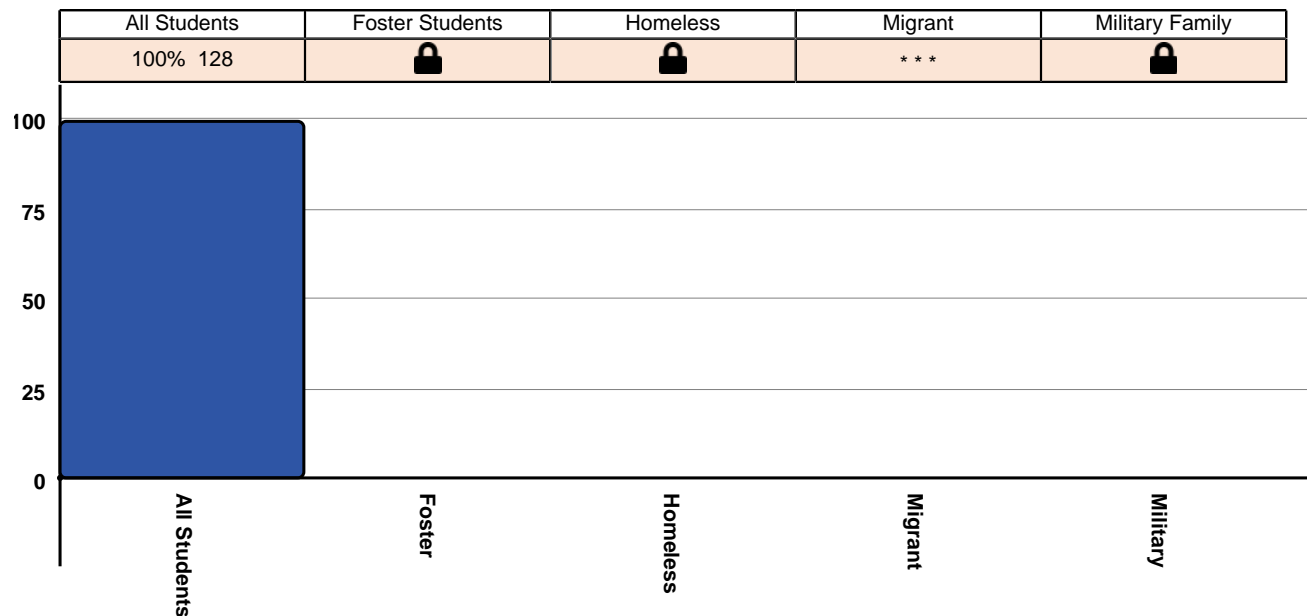 All Students Foster Students Homeless Migrant Military Family
100% 128 * * *
100
75
50
25
0
All Students
Foster
Homeless
Migrant
Military